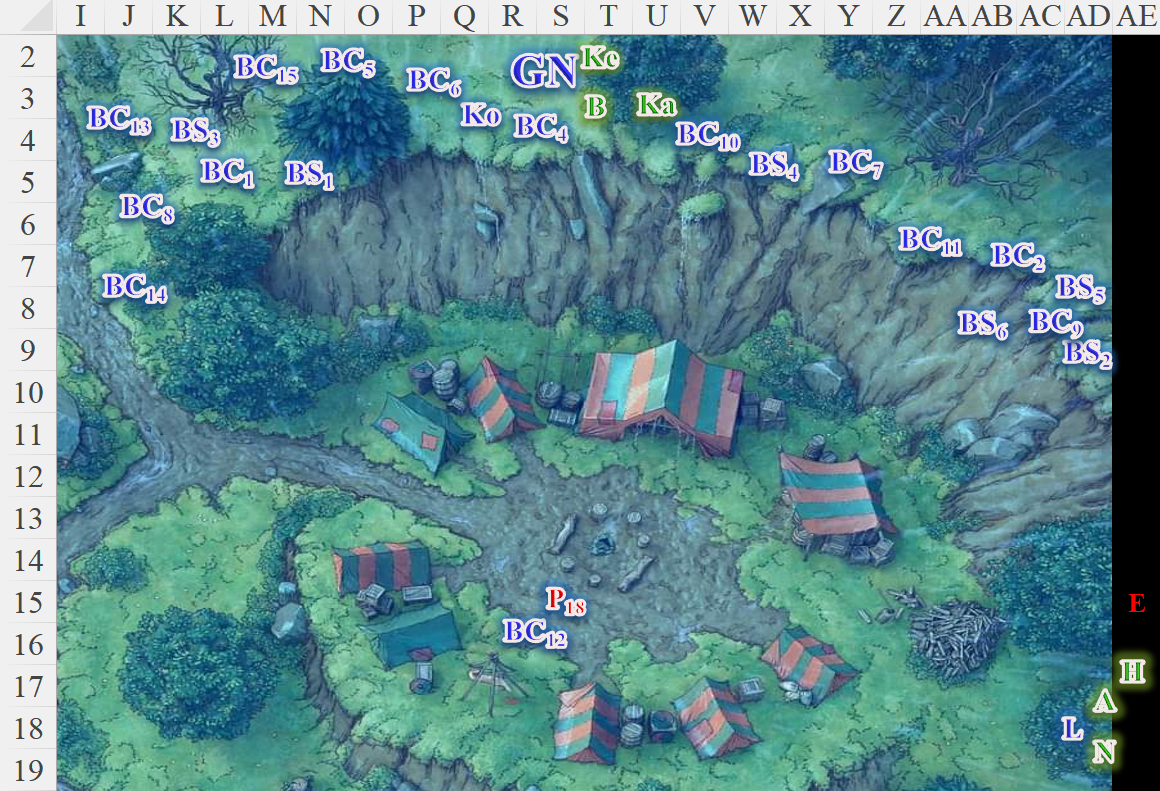 I J K L M N O P Q R S T U V W X Y Z AA AB AC AD AE
2 BC15 BC5 BC6 GN Kc
3 BC13 BS3 Ko BC4 B Ka
4 BC10
5 BC1 BS1 BS4 BC7
6 BC8
7 BC14 BC11 BC2 BS5
8 BS6 BC9
9 BS2
10
11
12
13
14
15 P18 E
16 BC12
17 H
18 L A
19 N